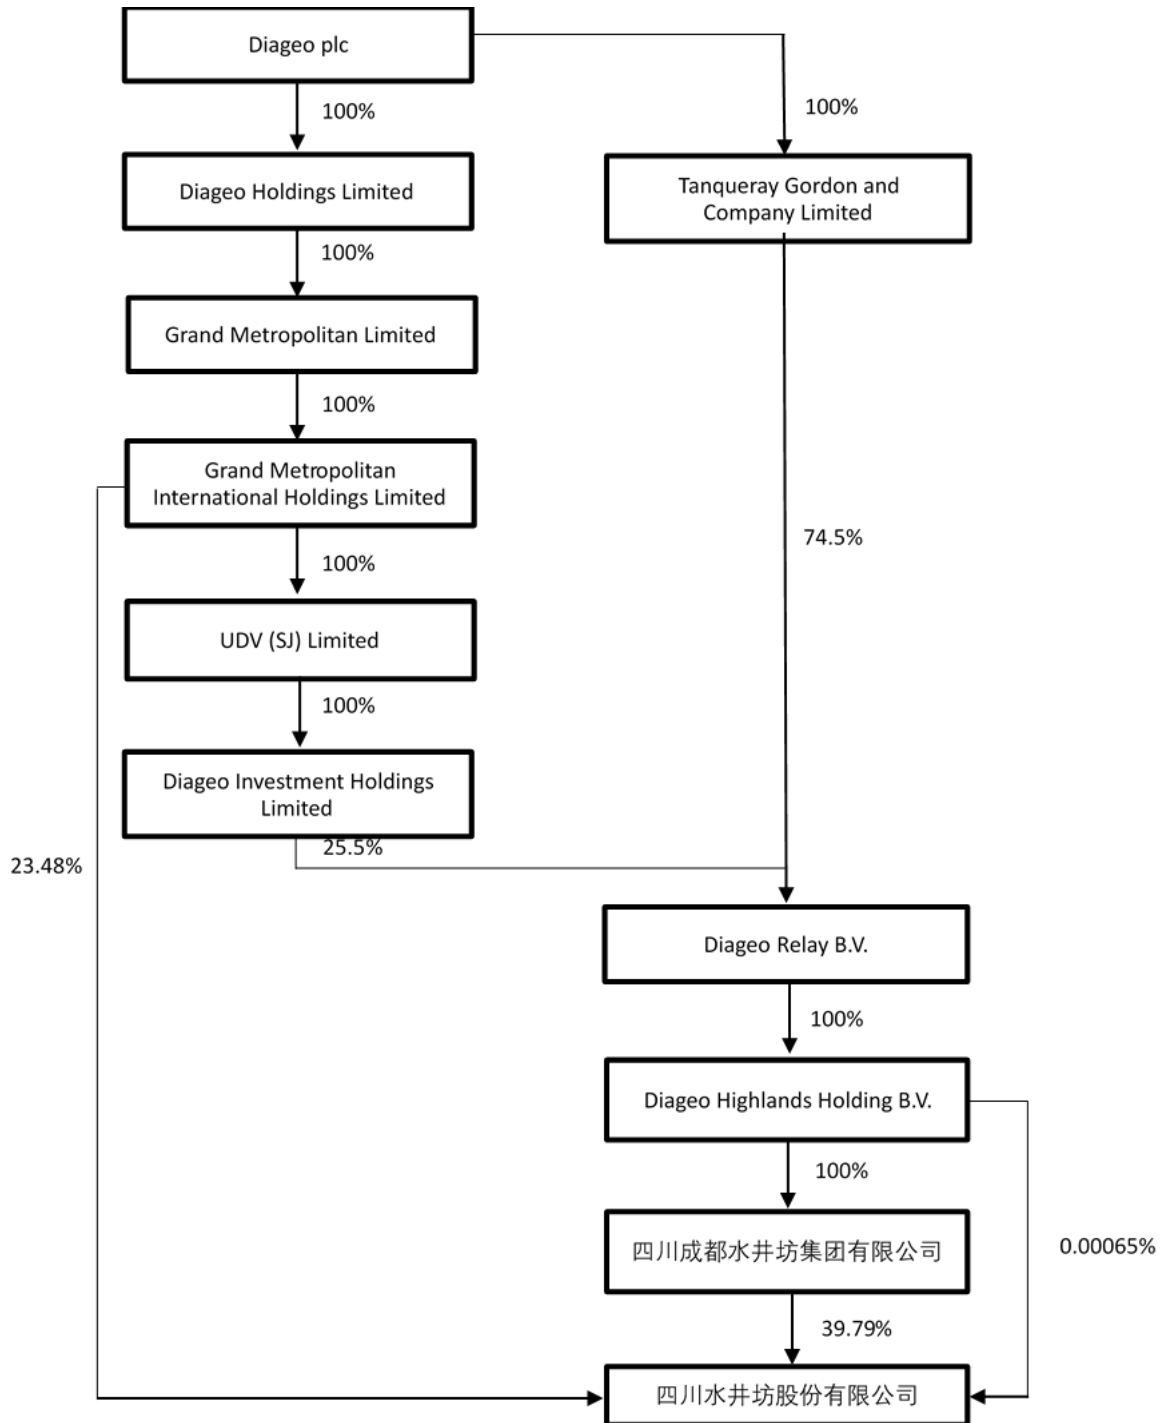 Diageo plc
100%
100%
Diageo Holdings Limited
Tanqueray Gordon and
Company Limited
100%
Grand Metropolitan Limited
100%
Grand Metropolitan
International Holdings Limited
74.5%
100%
UDV (SJ) Limited
100%
Diageo Investment Holdings
Limited
25.5%
23.48%
Diageo Relay B.V.
100%
Diageo Highlands Holding B.V.
100%
四川成都水井坊集团有限公司
0.00065%
39.79%
四川水井坊股份有限公司